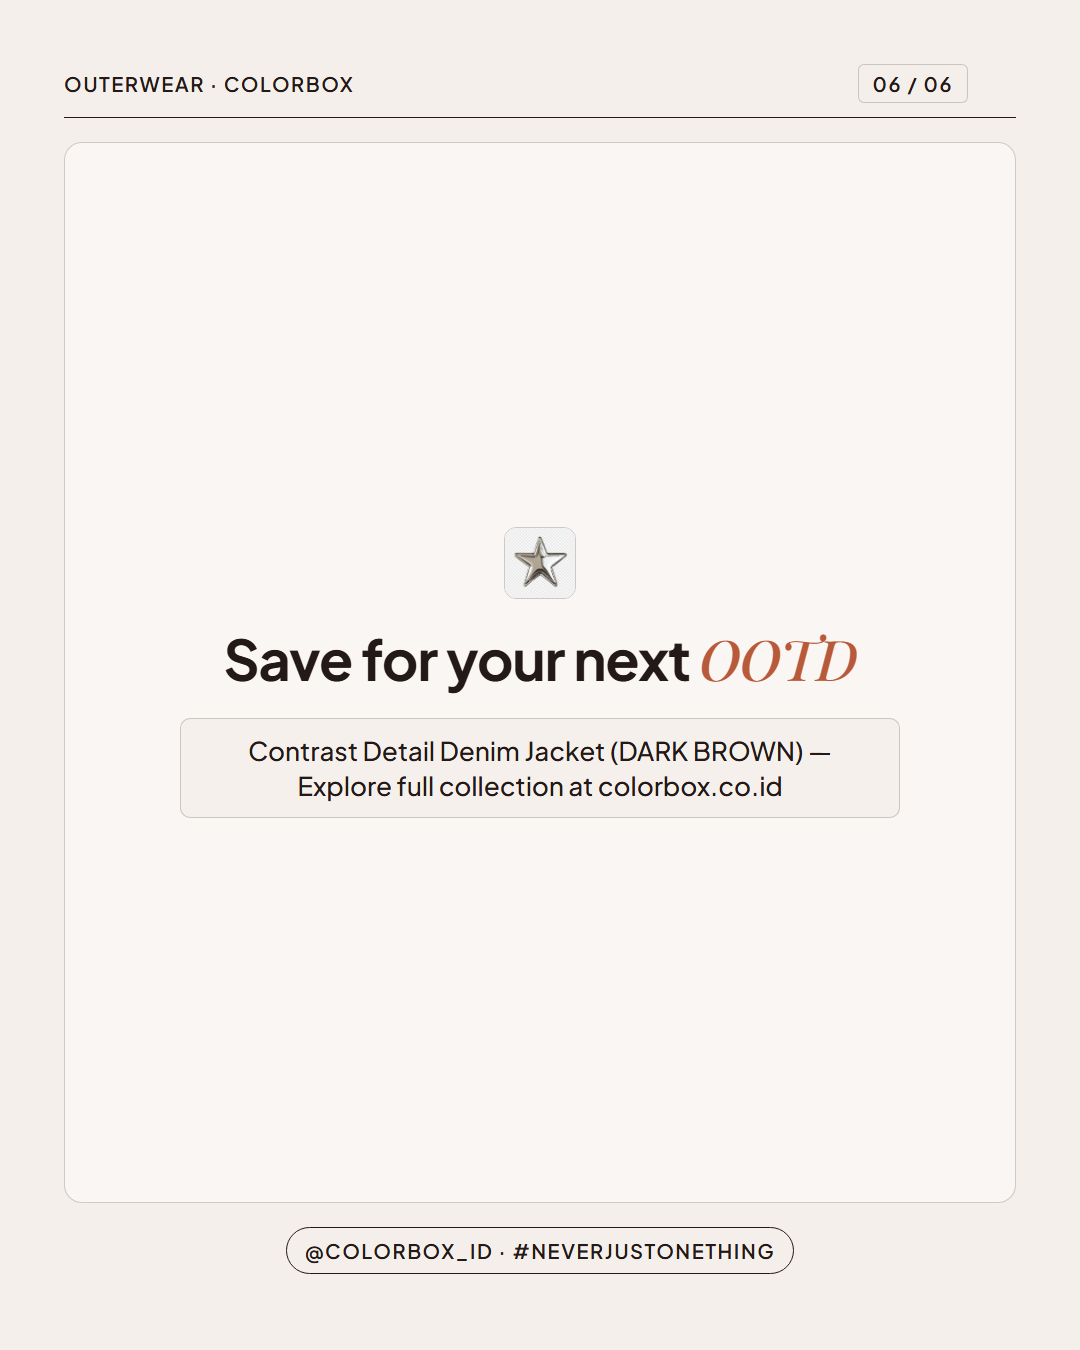 OUTERWEAR · COLORBOX
06 / 06
Save for your next OOTD
Contrast Detail Denim Jacket (DARK BROWN) —
Explore full collection at colorbox.co.id
@COLORBOX_ID · #NEVERJUSTONETHING